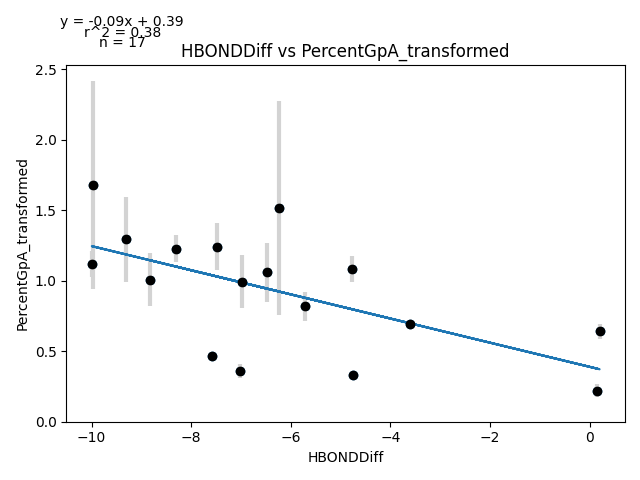 y = -0.09x + 0.39
r^2 = 0.38
n = 17
HBONDDiff vs PercentGpA_transformed
2.5
2.0
1.5
1.0
0.5
0.0
PercentGpA_transformed
−10
−8
−6
−4
−2
0
HBONDDiff